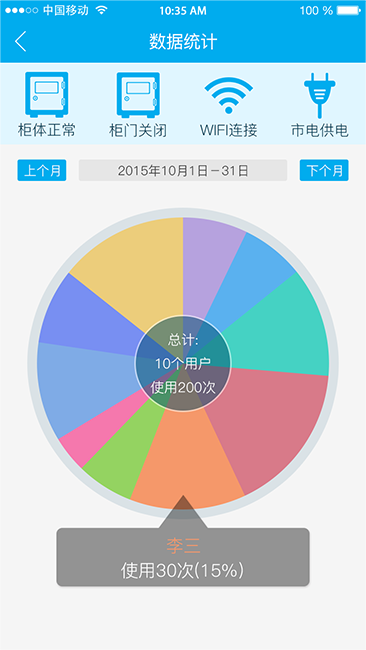 中国移动 10:35 AM 100 %
数据统计
柜体正常 柜门关闭 WIFI连接 市电供电
上个月 2015年10月1日－31日 下个月
总计:
10个用户
使用200次
李三
使用30次(15%)